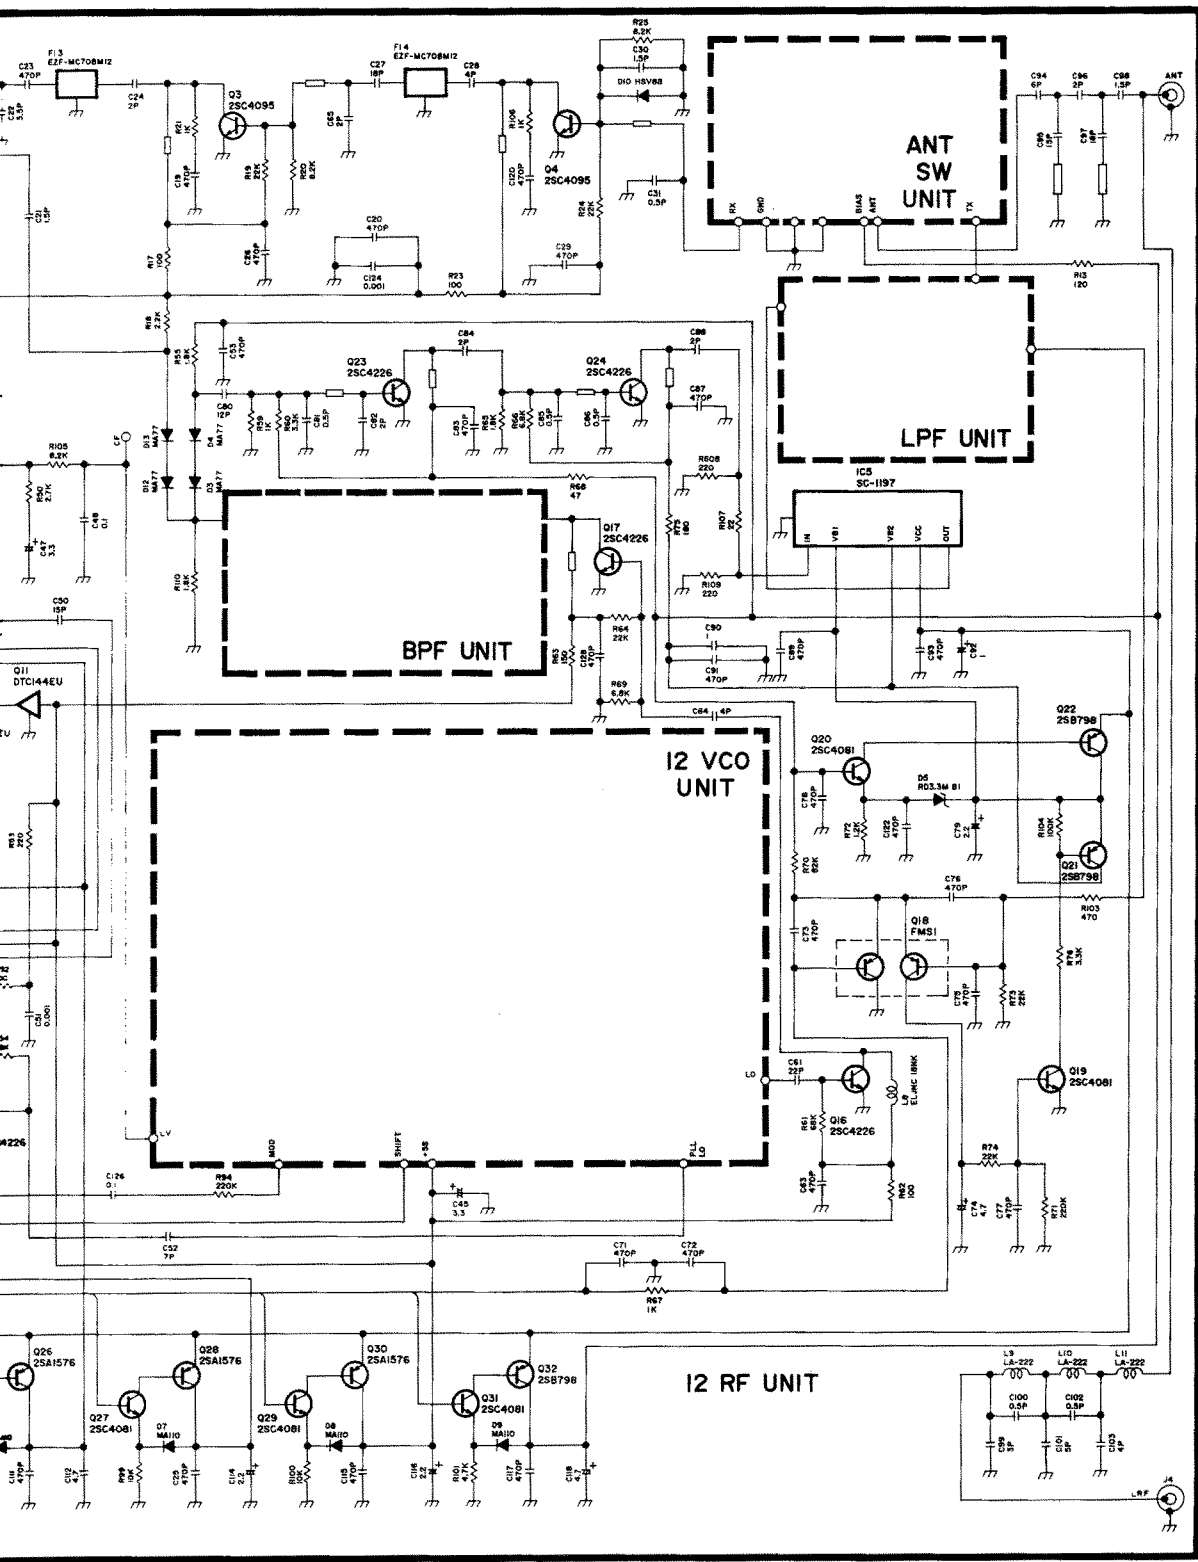 C23
470P
F13
EZF-MC708M12
C24
2P
C22
3.5P
Q3
2SC4095
R21
1K
C19
470P
R19
22K
R20
8.2K
C65
2P
C27
18P
F14
EZF-MC708M12
C28
4P
R106
1K
C120
470P
Q4
2SC4095
R25
8.2K
C30
1.5P
D10 HSV88
C31
0.5P
R24
22K
ANT
SW
UNIT
RX
GND
BIAS
ANT
TX
C94
6P
C96
2P
C98
1.5P
ANT
C95
15P
C97
18P
C21
1.5P
R17
100
C26
470P
C20
470P
C124
0.001
R23
100
C29
470P
R13
120
R18
2.2K
R55
1.8K
C53
470P
Q23
2SC4226
C84
2P
Q24
2SC4226
C88
2P
C87
470P
LPF UNIT
C80
12P
R59
1K
R60
3.3K
C81
0.5P
C82
2P
C83
470P
R65
1.8K
R66
6.8K
C85
0.5P
C86
0.5P
R105
8.2K
CF
D13
MA77
D4
MA77
D12
MA77
D3
MA77
R50
2.7K
C48
0.1
C47
3.3
R68
47
R608
220
IC5
SC-1197
IN
VB1
VB2
VCC
OUT
BPF UNIT
Q17
2SC4226
R75
180
R107
22
R109
220
R110
1.8K
C50
15P
R64
22K
R63
150
C128
470P
R69
6.8K
C90
C91
470P
C89
470P
C93
470P
C92
1
Q11
DTC144EU
C64
4P
12 VCO
UNIT
Q20
2SC4081
Q22
2SB798
D5
RD3.3M B1
C78
470P
R72
1.2K
C122
470P
C79
2.2
R104
100K
Q21
2SB798
R53
220
R70
82K
C76
470P
R103
470
C73
470P
Q18
FMS1
C75
470P
R73
22K
R76
3.3K
C51
0.001
LO
C61
22P
Q16
2SC4226
R61
68K
L8
ELJNC 18NK
Q19
2SC4081
4226
LV
MOD
SHIFT
+5S
PLL
LO
C126
0.1
R94
220K
C45
3.3
C63
470P
R62
100
R74
22K
C74
4.7
C77
470P
R71
220K
C52
7P
C71
470P
C72
470P
R67
1K
Q26
2SA1576
Q28
2SA1576
Q30
2SA1576
Q32
2SB798
12 RF UNIT
L9
LA-222
L10
LA-222
L11
LA-222
Q27
2SC4081
D7
MA110
Q29
2SC4081
D8
MA110
Q31
2SC4081
D9
MA110
C100
0.5P
C102
0.5P
C99
3P
C101
5P
C103
4P
C111
470P
C112
4.7
R99
10K
C25
470P
C114
2.2
R100
10K
C115
470P
C116
2.2
R101
4.7K
C117
470P
C118
4.7
LRF
J4